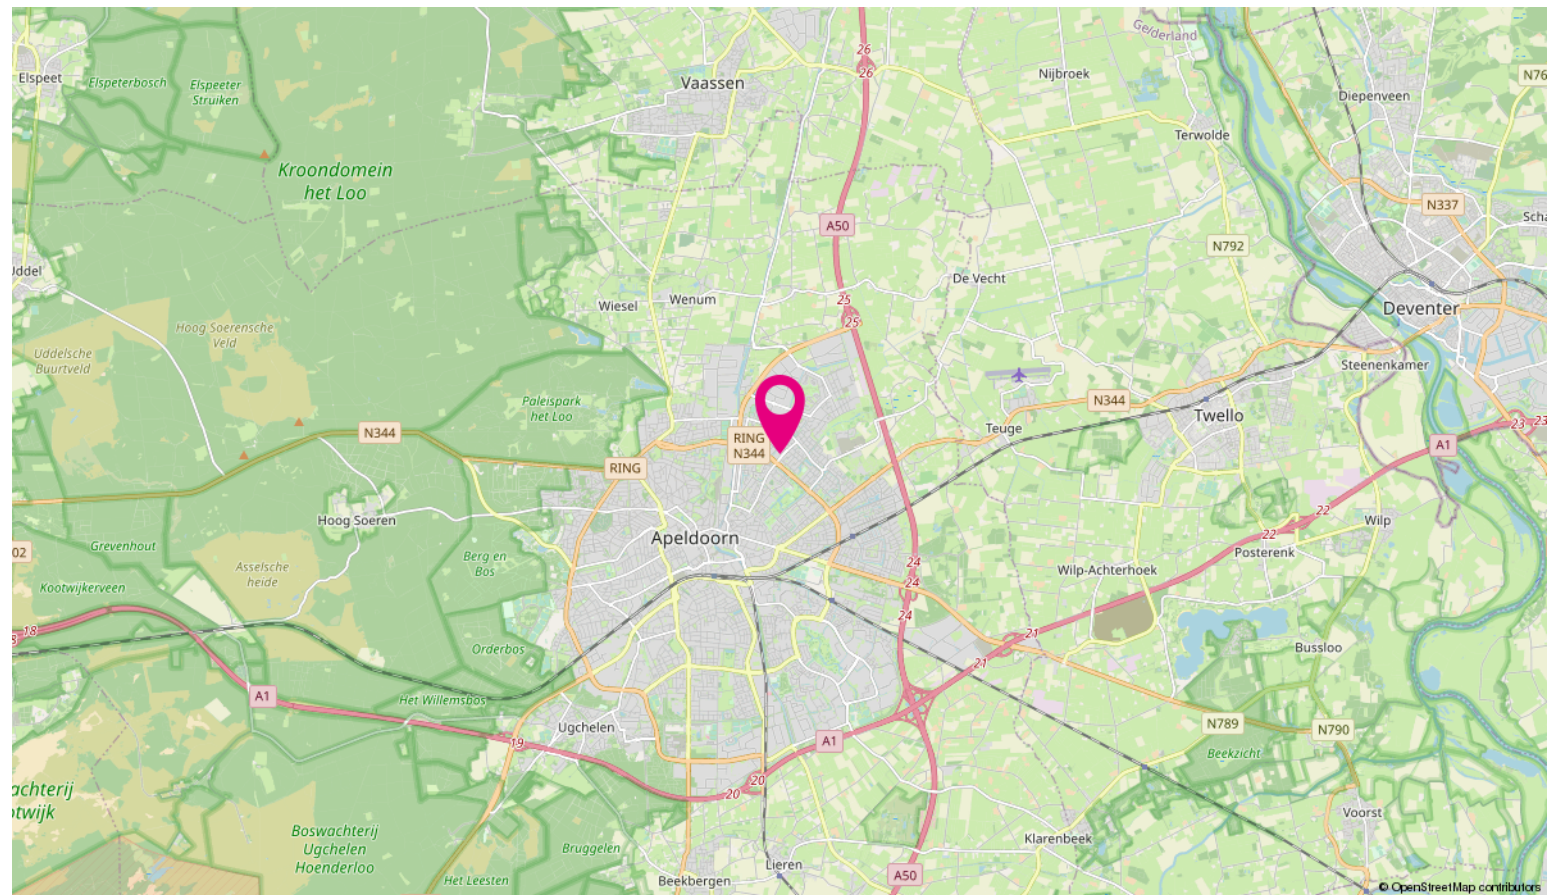 Elspeet
Elspeterbosch
Elspeeter
Struiken
Vaassen
26
26
Gelderland
Nijbroek
Diepenveen
N76
Terwolde
Kroondomein
het Loo
N337
A50
N792
Uddel
De Vecht
Wiesel
Wenum
25
25
Deventer
Hoog Soerensche
Veld
Uddelsche
Buurtveld
Steenenkamer
Paleispark
het Loo
N344
Twello
Teuge
N344
RING
N344
23
23
A1
RING
Hoog Soeren
22
22
Wilp
Apeldoorn
Grevenhout
02
Berg en
Bos
Posterenk
24
24
24
Wilp-Achterhoek
Asselsche
heide
Kootwijkerveen
18
Orderbos
21
21
Bussloo
A1
Het Willemsbos
Ugchelen
19
A1
N789
N790
Beekzicht
20
20
achterij
otwijk
Voorst
Boswachterij
Ugchelen
Hoenderloo
Bruggelen
Klarenbeek
Lieren
A50
Het Leesten
Beekbergen
© OpenStreetMap contributors